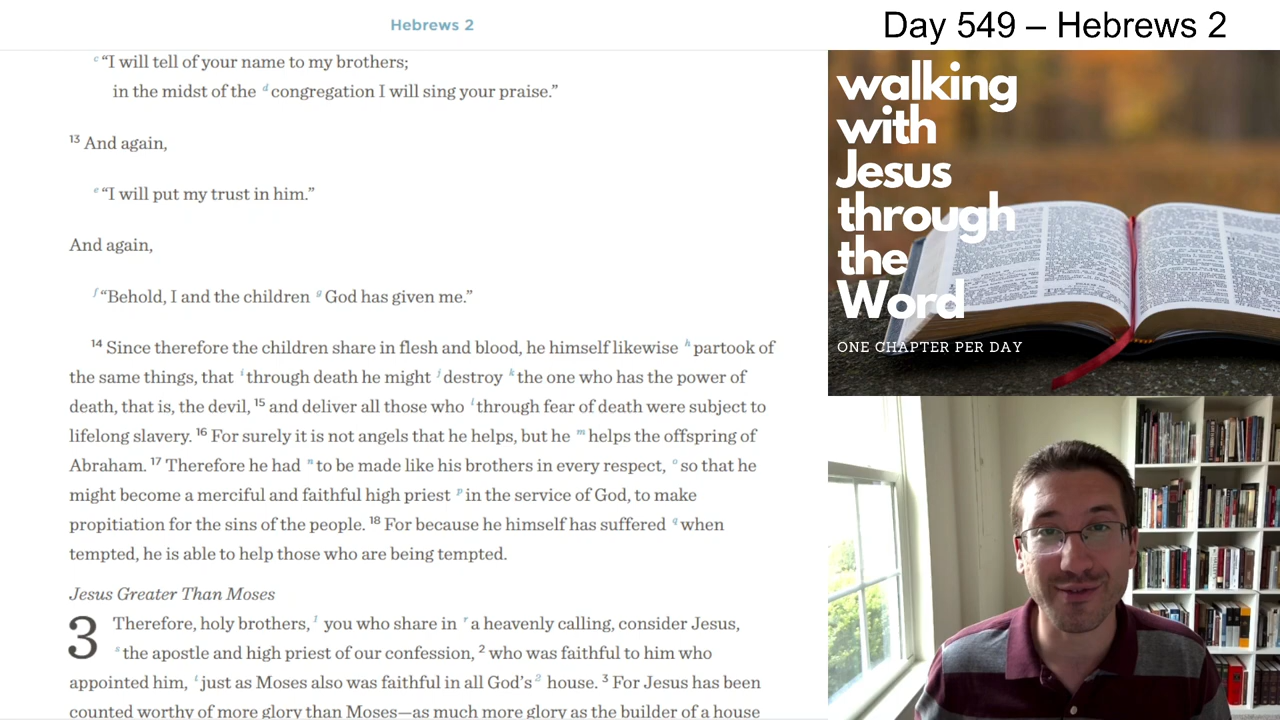 Hebrews 2
c “I will tell of your name to my brothers;
in the midst of the d congregation I will sing your praise.”
13 And again,
e “I will put my trust in him.”
And again,
f “Behold, I and the children g God has given me.”
14 Since therefore the children share in flesh and blood, he himself likewise h partook of
the same things, that i through death he might j destroy k the one who has the power of
death, that is, the devil, 15 and deliver all those who l through fear of death were subject to
lifelong slavery. 16 For surely it is not angels that he helps, but he m helps the offspring of
Abraham. 17 Therefore he had n to be made like his brothers in every respect, o so that he
might become a merciful and faithful high priest p in the service of God, to make
propitiation for the sins of the people. 18 For because he himself has suffered q when
tempted, he is able to help those who are being tempted.
Jesus Greater Than Moses
3 Therefore, holy brothers, 1 you who share in r a heavenly calling, consider Jesus,
s the apostle and high priest of our confession, 2 who was faithful to him who
appointed him, t just as Moses also was faithful in all God’s 2 house. 3 For Jesus has been
counted worthy of more glory than Moses—as much more glory as the builder of a house
Day 549 – Hebrews 2
walking
with
Jesus
through
the
Word
ONE CHAPTER PER DAY